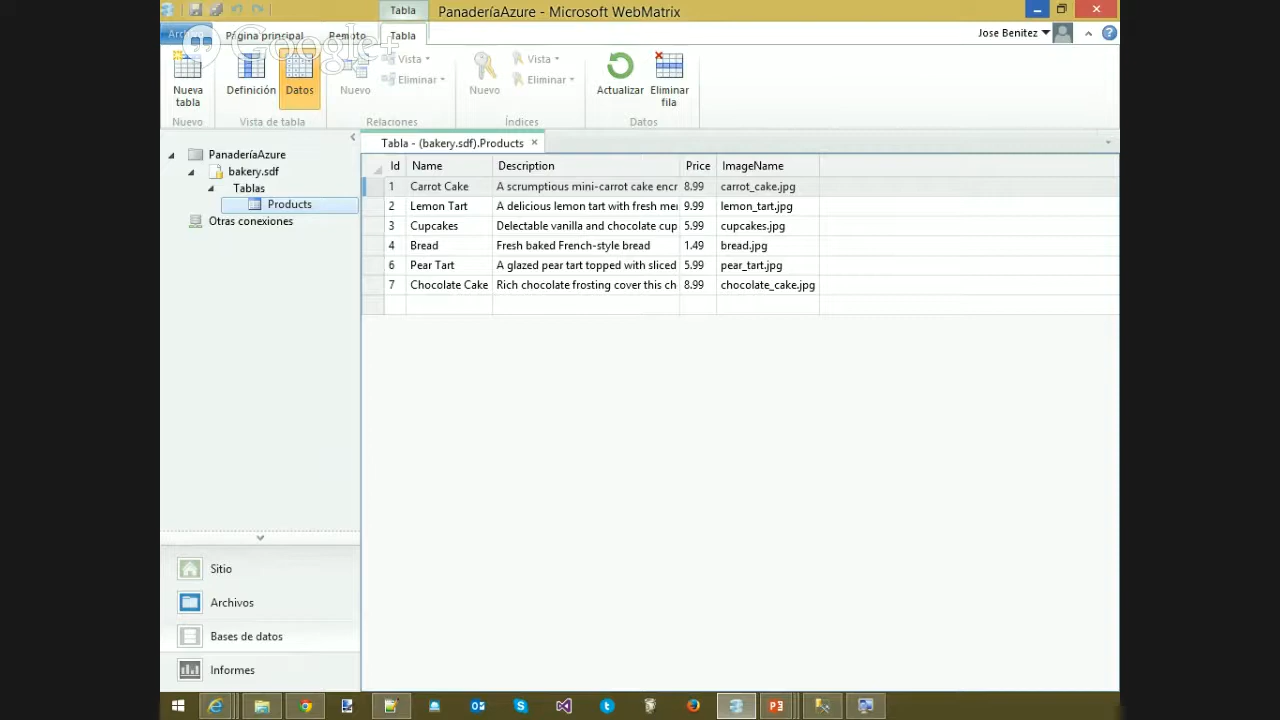 Tabla
PanaderíaAzure - Microsoft WebMatrix
Archivo Página principal Remoto Tabla
Google+
Jose Benitez
Nueva tabla
Definición
Datos
Nuevo
Vista
Eliminar
Nuevo
Vista
Eliminar
Actualizar
Eliminar fila
Nuevo Vista de tabla Relaciones Índices Datos
PanaderíaAzure
bakery.sdf
Tablas
Products
Otras conexiones
Tabla - (bakery.sdf).Products
Id Name Description Price ImageName
1 Carrot Cake A scrumptious mini-carrot cake encr 8.99 carrot_cake.jpg
2 Lemon Tart A delicious lemon tart with fresh mer 9.99 lemon_tart.jpg
3 Cupcakes Delectable vanilla and chocolate cup 5.99 cupcakes.jpg
4 Bread Fresh baked French-style bread 1.49 bread.jpg
6 Pear Tart A glazed pear tart topped with sliced 5.99 pear_tart.jpg
7 Chocolate Cake Rich chocolate frosting cover this ch 8.99 chocolate_cake.jpg
Sitio
Archivos
Bases de datos
Informes